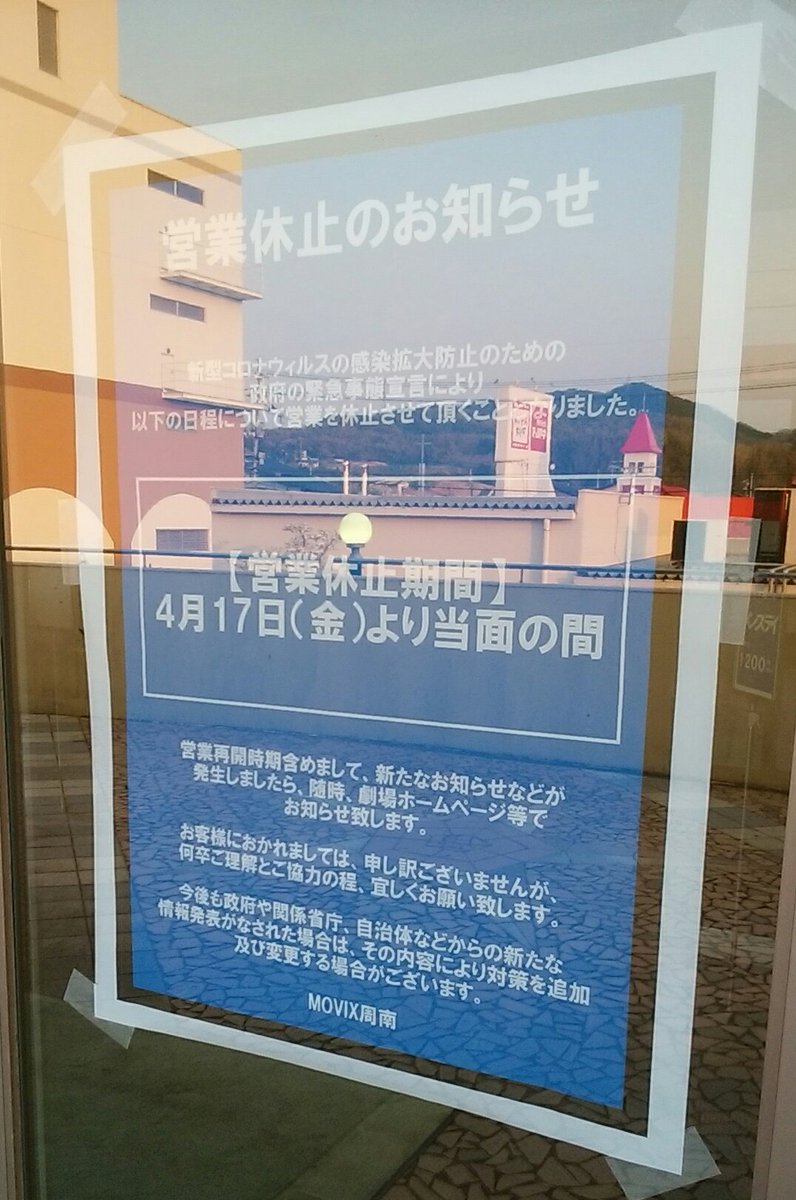 営業休止のお知らせ
新型コロナウィルスの感染拡大防止のための
政府の緊急事態宣言により
以下の日程について営業を休止させて頂くことになりました。
【営業休止期間】
4月17日(金)より当面の間
営業再開時期含めまして、新たなお知らせなどが
発生しましたら、随時、劇場ホームページ等で
お知らせ致します。
お客様におかれましては、申し訳ございませんが、
何卒ご理解とご協力の程、宜しくお願い致します。
今後も政府や関係省庁、自治体などからの新たな
情報発表がなされた場合は、その内容により対策を追加
及び変更する場合がございます。
MOVIX周南
1200